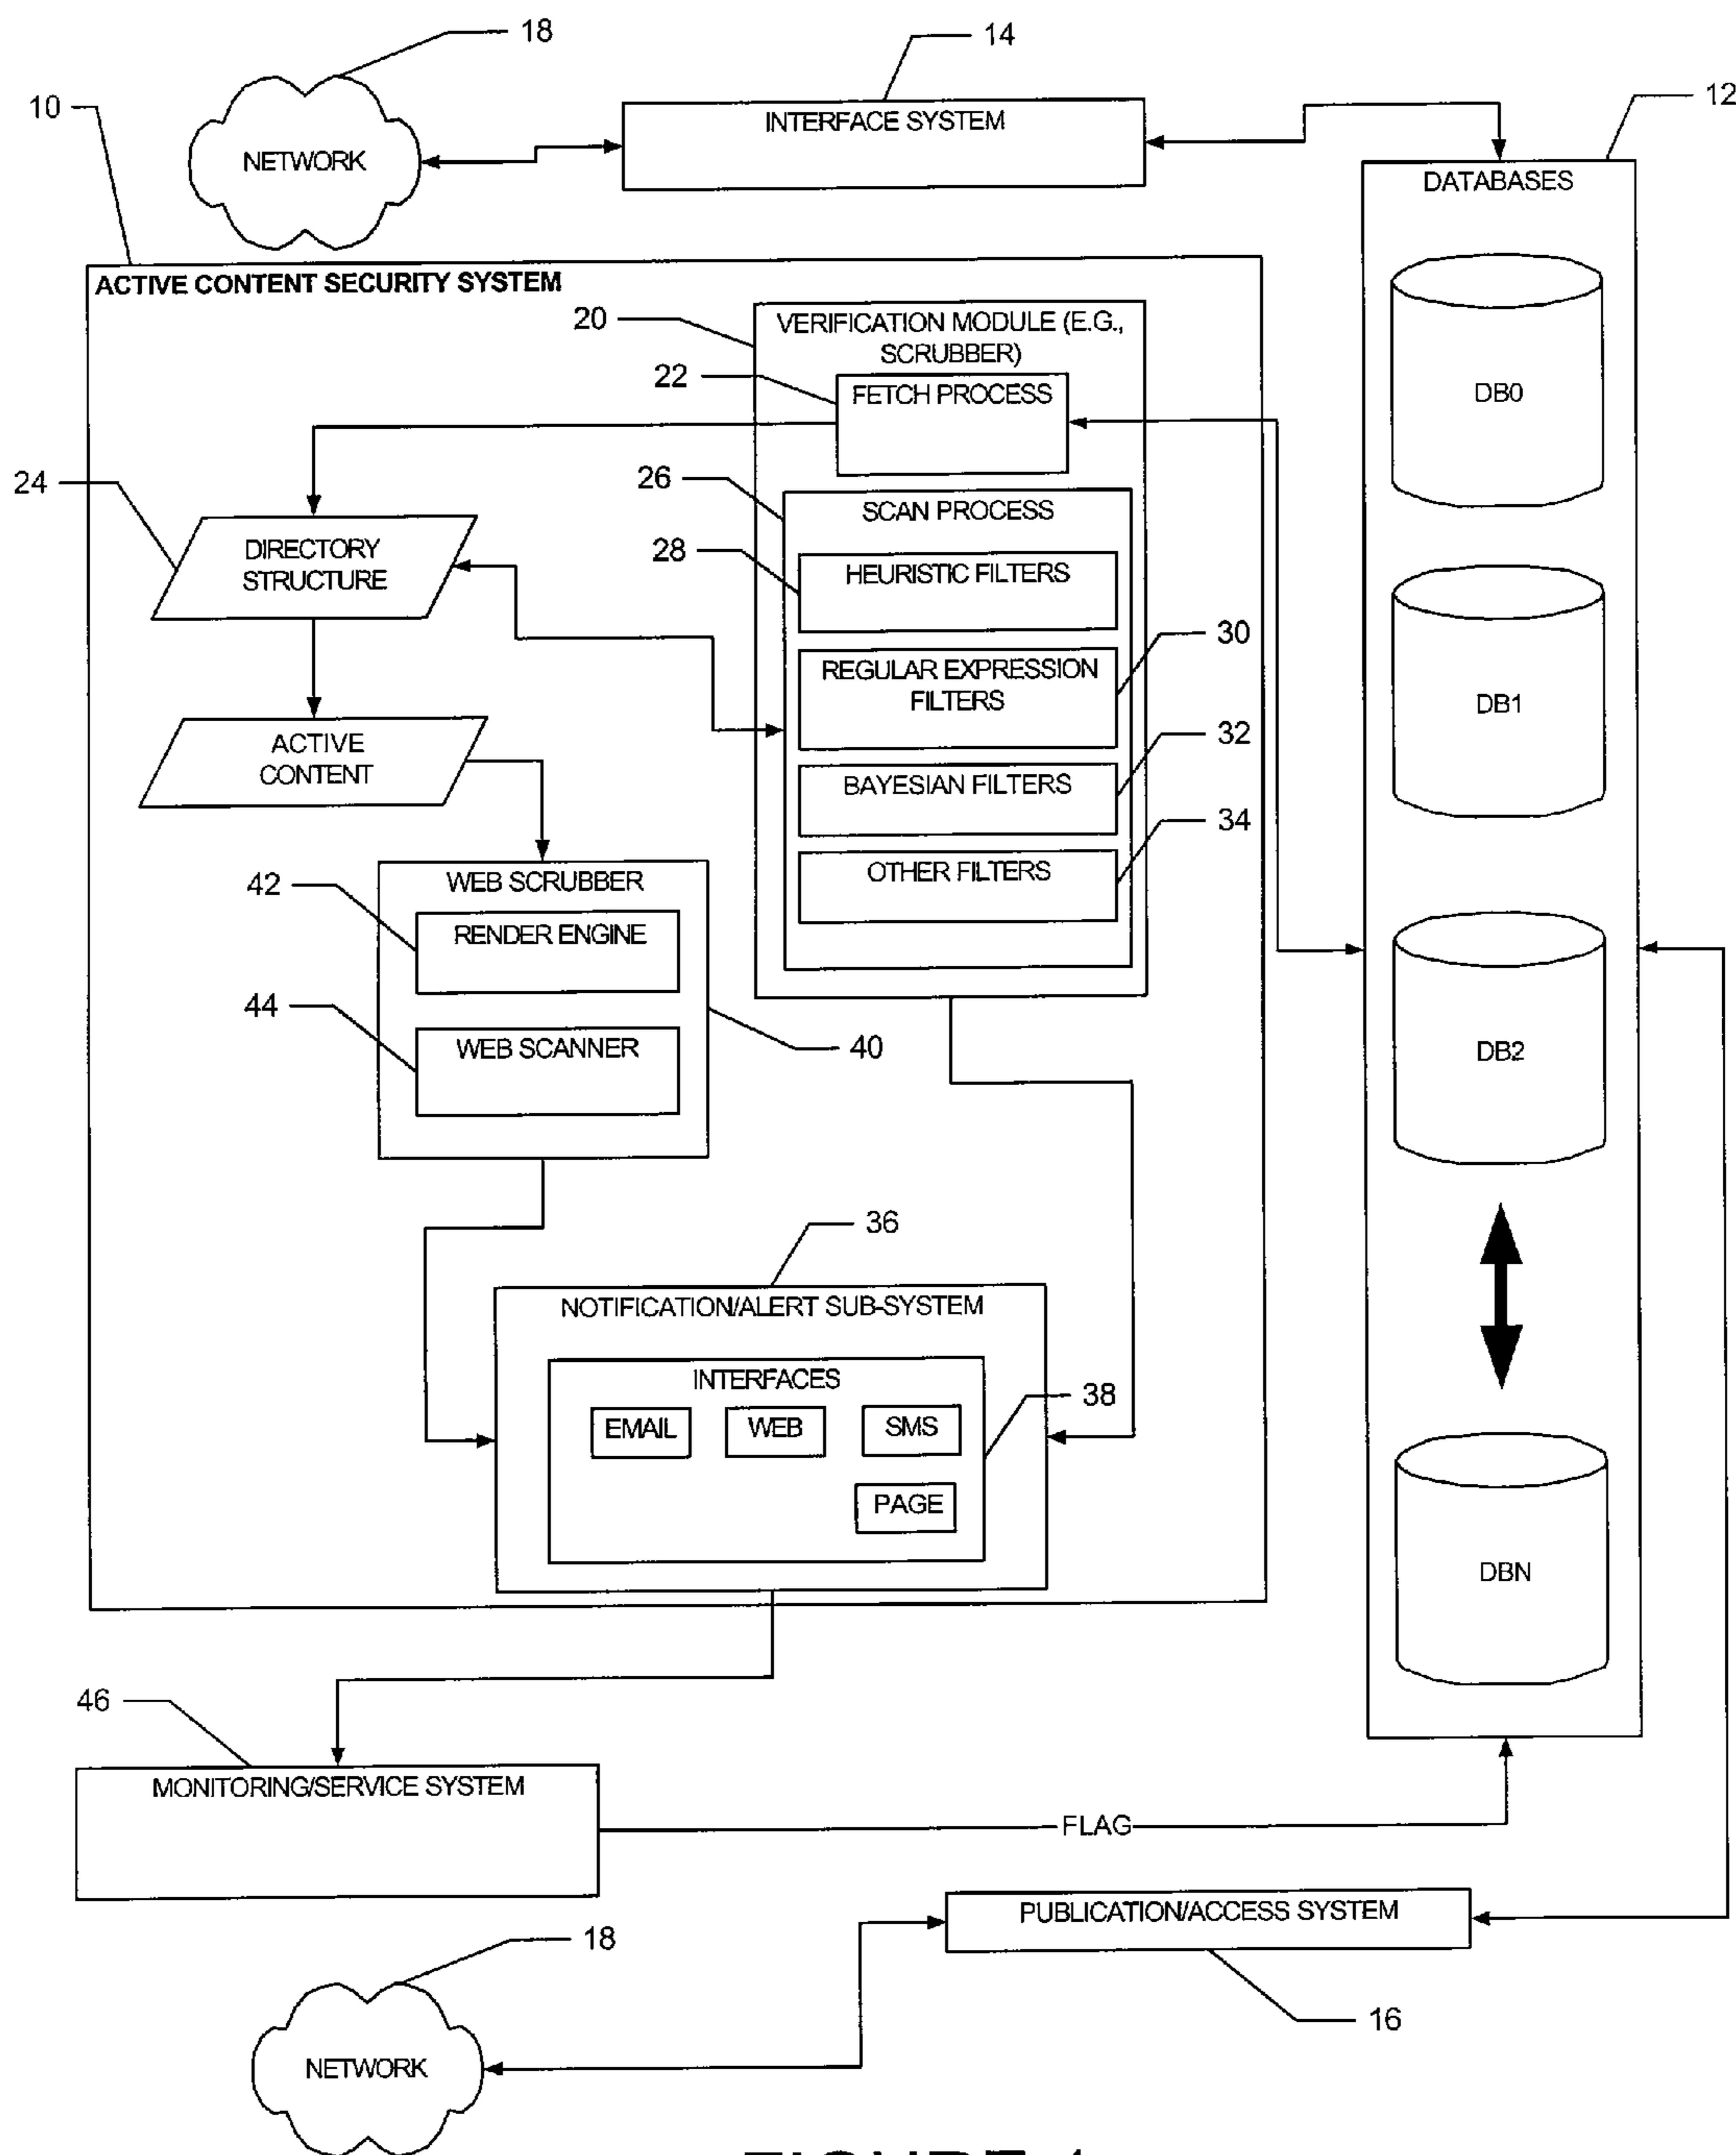 18
14
10
12
NETWORK
INTERFACE SYSTEM
DATABASES
ACTIVE CONTENT SECURITY SYSTEM
20
VERIFICATION MODULE (E.G.,
SCRUBBER)
22
FETCH PROCESS
DB0
24
26
SCAN PROCESS
DIRECTORY
STRUCTURE
28
HEURISTIC FILTERS
30
REGULAR EXPRESSION
FILTERS
DB1
ACTIVE
CONTENT
32
BAYESIAN FILTERS
34
OTHER FILTERS
42
WEB SCRUBBER
RENDER ENGINE
44
WEB SCANNER
40
DB2
36
NOTIFICATION/ALERT SUB-SYSTEM
INTERFACES
38
EMAIL
WEB
SMS
PAGE
DBN
46
MONITORING/SERVICE SYSTEM
FLAG
PUBLICATION/ACCESS SYSTEM
18
16
NETWORK